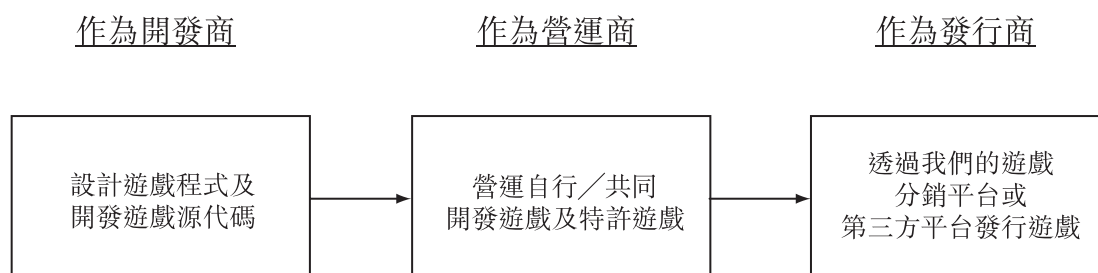 作為開發商
作為營運商
作為發行商
設計遊戲程式及
開發遊戲源代碼
營運自行／共同
開發遊戲及特許遊戲
透過我們的遊戲
分銷平台或
第三方平台發行遊戲